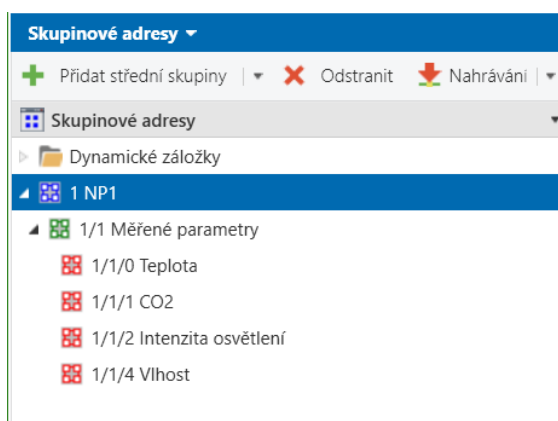 Skupinové adresy
Přidat střední skupiny Odstranit Nahrávání
Skupinové adresy
Dynamické záložky
1 NP1
1/1 Měřené parametry
1/1/0 Teplota
1/1/1 CO2
1/1/2 Intenzita osvětlení
1/1/4 Vlhost